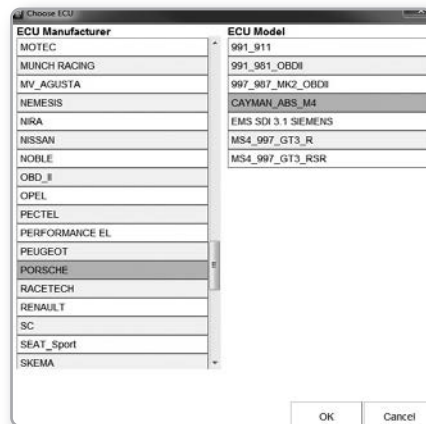 Choose ECU
ECU Manufacturer
MOTEC
MUNCH RACING
MV_AGUSTA
NEMESIS
NIRA
NISSAN
NOBLE
OBD_II
OPEL
PECTEL
PERFORMANCE EL
PEUGEOT
PORSCHE
RACETECH
RENAULT
SC
SEAT_Sport
SKEMA
ECU Model
991_911
991_981_OBDII
997_987_MK2_OBDII
CAYMAN_ABS_M4
EMS SDI 3.1 SIEMENS
MS4_997_GT3_R
MS4_997_GT3_RSR
OK
Cancel